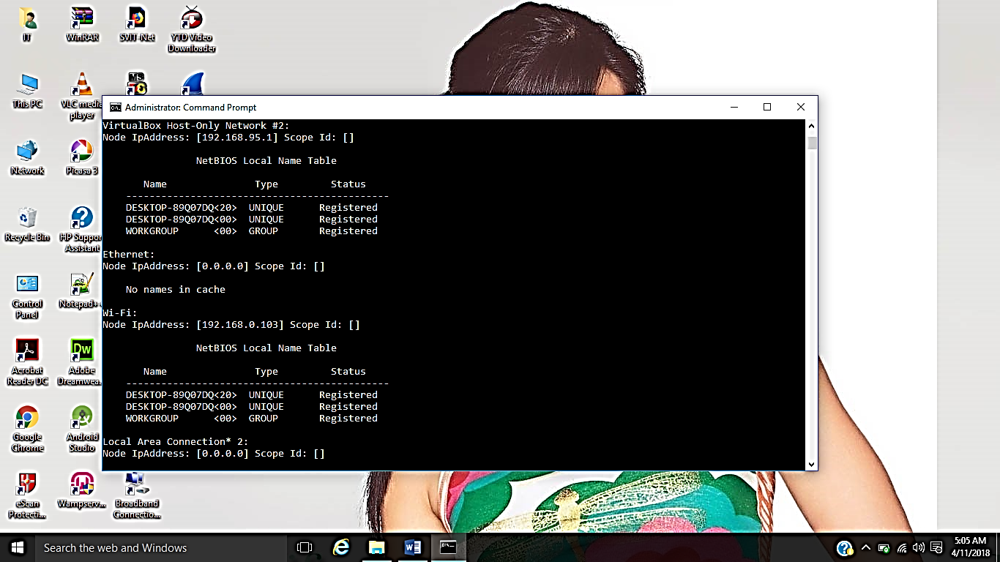 IT
WinRAR
SVIT-Net
YTD Video
Downloader
This PC
VLC media
player
Network
Picasa 3
Recycle Bin
HP Support
Assistant
Control
Panel
Notepad++
Acrobat
Reader DC
Adobe
Dreamwea...
Google
Chrome
Android
Studio
eScan
Protecti...
Wampserv...
Broadband
Connectio...
Administrator: Command Prompt
VirtualBox Host-Only Network #2:
Node IpAddress: [192.168.95.1] Scope Id: []
NetBIOS Local Name Table
Name Type Status
---------------------------------------------
DESKTOP-89Q07DQ<20> UNIQUE Registered
DESKTOP-89Q07DQ<00> UNIQUE Registered
WORKGROUP <00> GROUP Registered
Ethernet:
Node IpAddress: [0.0.0.0] Scope Id: []
No names in cache
Wi-Fi:
Node IpAddress: [192.168.0.103] Scope Id: []
NetBIOS Local Name Table
Name Type Status
---------------------------------------------
DESKTOP-89Q07DQ<20> UNIQUE Registered
DESKTOP-89Q07DQ<00> UNIQUE Registered
WORKGROUP <00> GROUP Registered
Local Area Connection* 2:
Node IpAddress: [0.0.0.0] Scope Id: []
Search the web and Windows
5:05 AM
4/11/2018